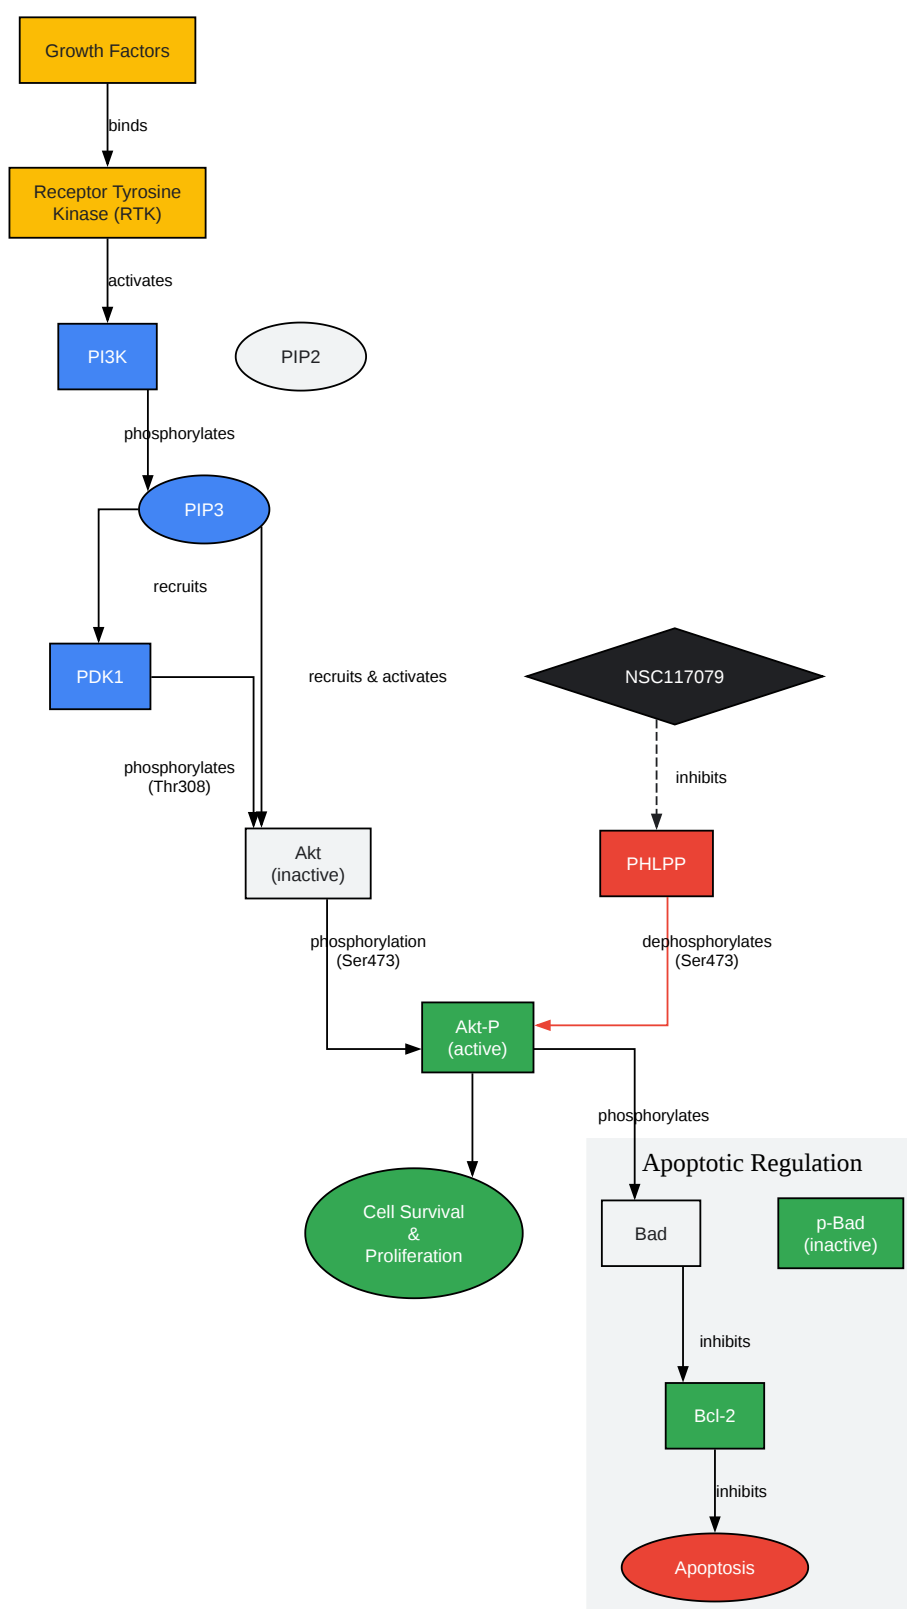 Growth Factors
binds
Receptor Tyrosine
Kinase (RTK)
activates
PI3K
PIP2
phosphorylates
PIP3
recruits
PDK1
recruits & activates
NSC117079
phosphorylates
(Thr308)
inhibits
Akt
(inactive)
PHLPP
phosphorylation
(Ser473)
dephosphorylates
(Ser473)
Akt-P
(active)
phosphorylates
Apoptotic Regulation
Cell Survival
&
Proliferation
Bad
p-Bad
(inactive)
inhibits
Bcl-2
inhibits
Apoptosis